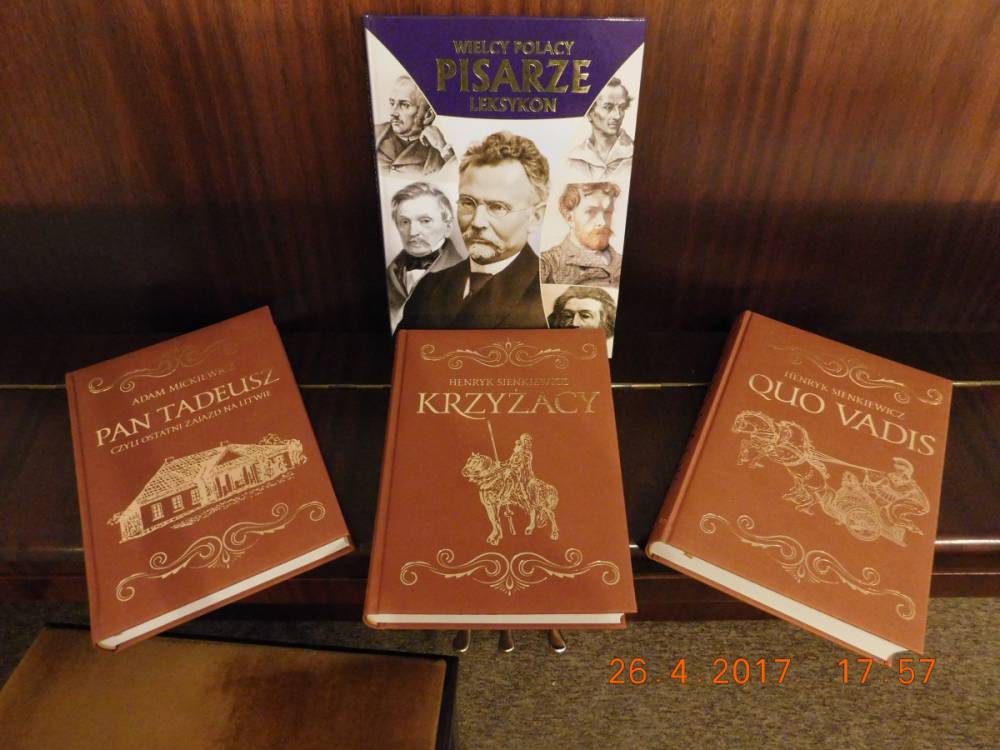 WIELCY POLACY
PISARZE
LEKSYKON
ADAM MICKIEWICZ
PAN TADEUSZ
CZYLI OSTATNI ZAJAZD NA LITWIE
HENRYK SIENKIEWICZ
KRZYŻACY
HENRYK SIENKIEWICZ
QUO VADIS
26.4.2017 17:57